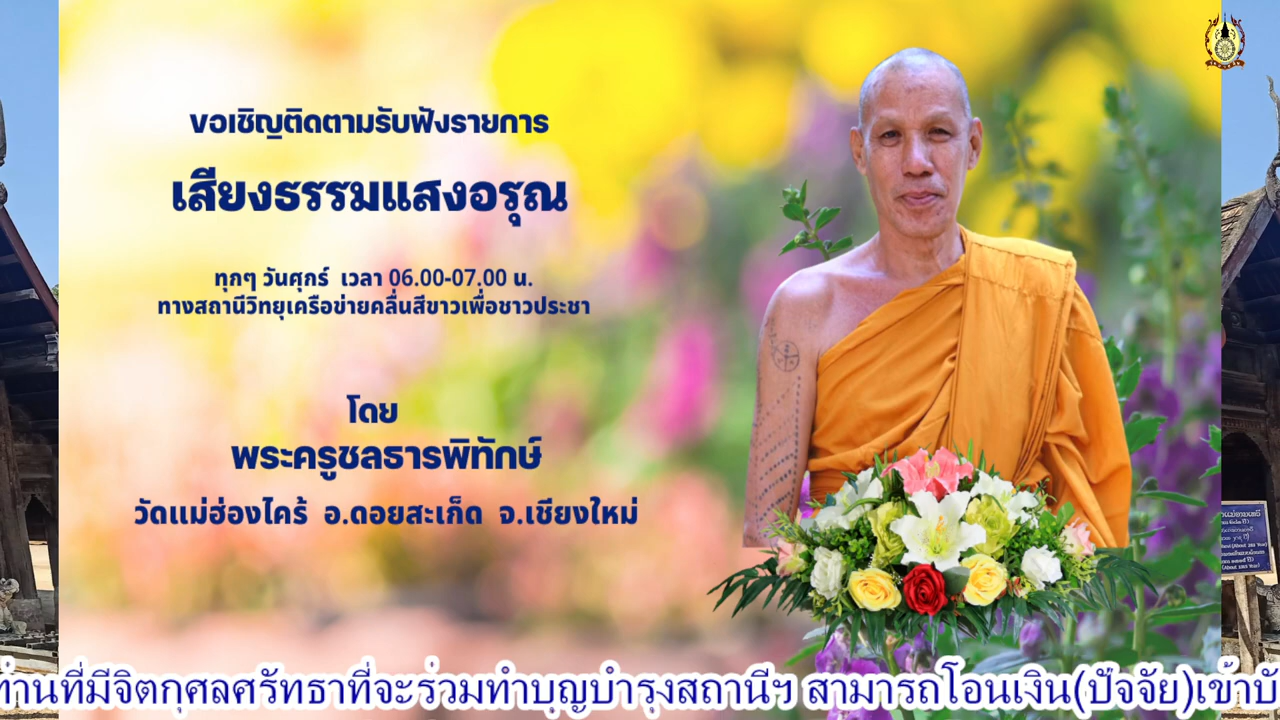 ขอเชิญติดตามรับฟังรายการ
เสียงธรรมแสงอรุณ
ทุกๆ วันศุกร์ เวลา 06.00-07.00 น.
ทางสถานีวิทยุเครือข่ายคลื่นสีขาวเพื่อชาวประชา
โดย
พระครูชลธารพิทักษ์
วัดแม่ฮ่องไคร้ อ.ดอยสะเก็ด จ.เชียงใหม่
ท่านที่มีจิตกุศลศรัทธาที่จะร่วมทำบุญบำรุงสถานีฯ สามารถโอนเงิน(ปัจจัย)เข้าบั